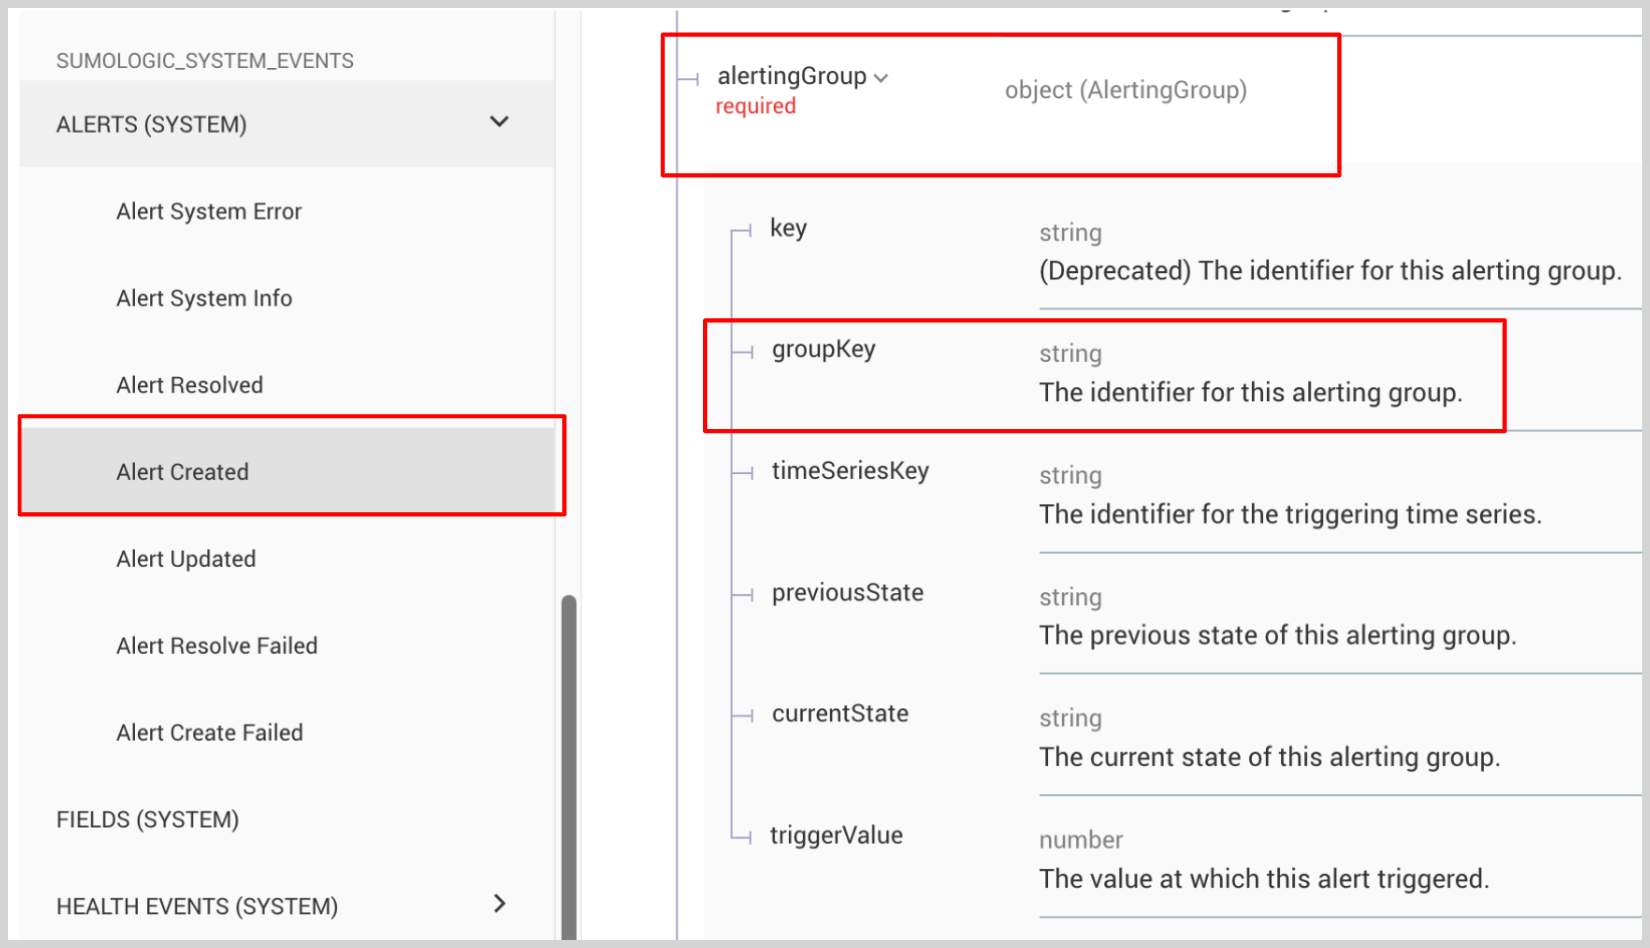 SUMOLOGIC_SYSTEM_EVENTS
ALERTS (SYSTEM)
Alert System Error
Alert System Info
Alert Resolved
Alert Created
Alert Updated
Alert Resolve Failed
Alert Create Failed
FIELDS (SYSTEM)
HEALTH EVENTS (SYSTEM)
alertingGroup
required
object (AlertingGroup)
key
string
(Deprecated) The identifier for this alerting group.
groupKey
string
The identifier for this alerting group.
timeSeriesKey
string
The identifier for the triggering time series.
previousState
string
The previous state of this alerting group.
currentState
string
The current state of this alerting group.
triggerValue
number
The value at which this alert triggered.